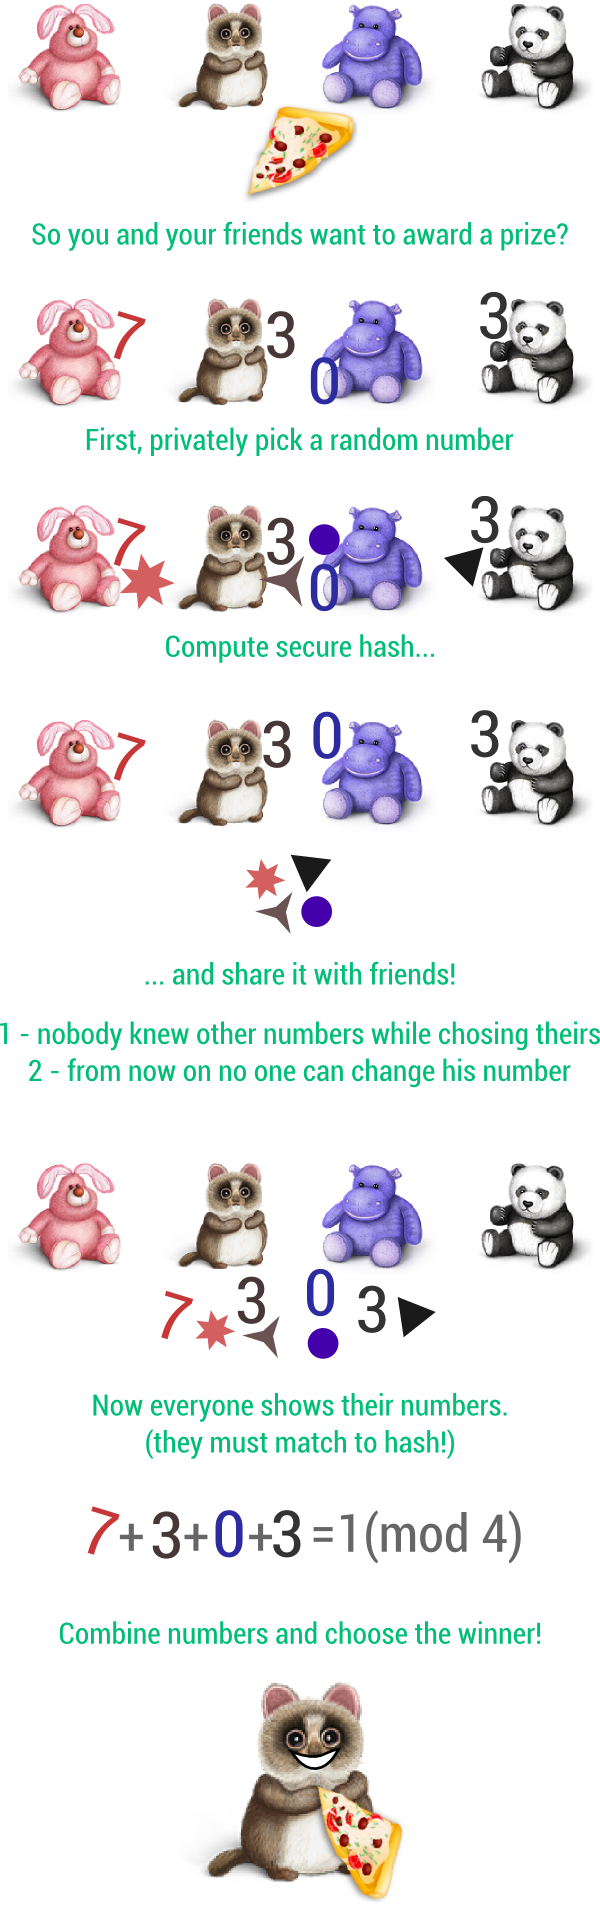 So you and your friends want to award a prize?
7 3 0 3
First, privately pick a random number
7 3 0 3
Compute secure hash...
7 3 0 3
... and share it with friends!
1 - nobody knew other numbers while chosing theirs
2 - from now on no one can change his number
7 3 0 3
Now everyone shows their numbers.
(they must match to hash!)
7+3+0+3=1(mod 4)
Combine numbers and choose the winner!